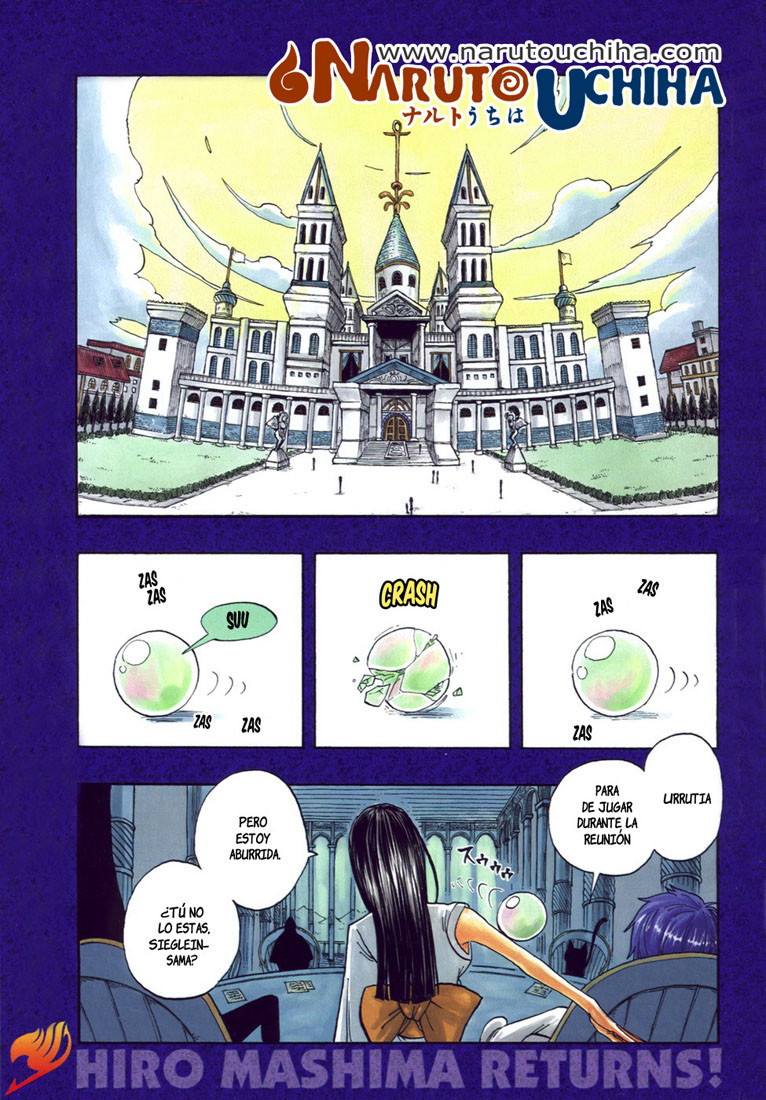 www.narutouchiha.com
NARUTO UCHIHA
ナルトうちは
ZAS
ZAS
SUU
ZAS
ZAS
CRASH
ZAS
ZAS
ZAS
LIRRUTIA
PARA
DE JUGAR
DURANTE LA
REUNIÓN
PERO
ESTOY
ABURRIDA.
¿TÚ NO
LO ESTAS,
SIEGLEIN-
SAMA?
HIRO MASHIMA RETURNS!